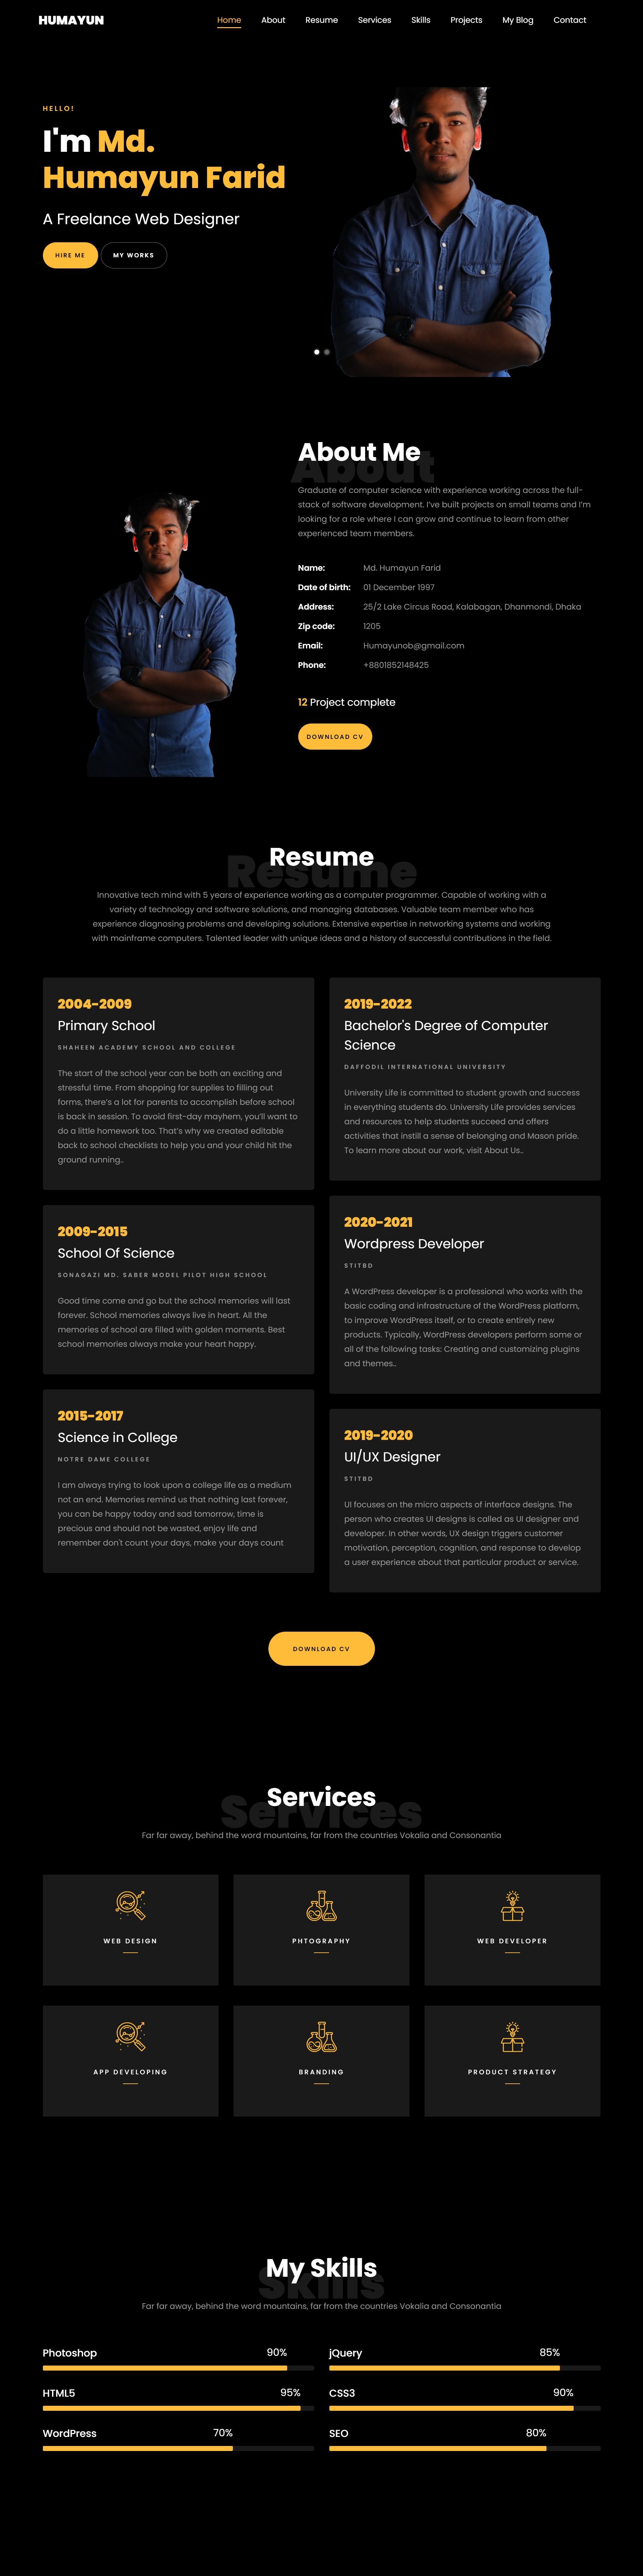 HUMAYUN
Home About Resume Services Skills Projects My Blog Contact
HELLO!
I'm Md.
Humayun Farid
A Freelance Web Designer
HIRE ME MY WORKS
About
About Me
Graduate of computer science with experience working across the full-
stack of software development. I've built projects on small teams and I'm
looking for a role where I can grow and continue to learn from other
experienced team members.
Name: Md. Humayun Farid
Date of birth: 01 December 1997
Address: 25/2 Lake Circus Road, Kalabagan, Dhanmondi, Dhaka
Zip code: 1205
Email: Humayunob@gmail.com
Phone: +8801852148425
12 Project complete
DOWNLOAD CV
Resume
Resume
Innovative tech mind with 5 years of experience working as a computer programmer. Capable of working with a
variety of technology and software solutions, and managing databases. Valuable team member who has
experience diagnosing problems and developing solutions. Extensive expertise in networking systems and working
with mainframe computers. Talented leader with unique ideas and a history of successful contributions in the field.
2004-2009
Primary School
SHAHEEN ACADEMY SCHOOL AND COLLEGE
The start of the school year can be both an exciting and
stressful time. From shopping for supplies to filling out
forms, there's a lot for parents to accomplish before school
is back in session. To avoid first-day mayhem, you'll want to
do a little homework too. That's why we created editable
back to school checklists to help you and your child hit the
ground running..
2009-2015
School Of Science
SONAGAZI MD. SABER MODEL PILOT HIGH SCHOOL
Good time come and go but the school memories will last
forever. School memories always live in heart. All the
memories of school are filled with golden moments. Best
school memories always make your heart happy.
2015-2017
Science in College
NOTRE DAME COLLEGE
I am always trying to look upon a college life as a medium
not an end. Memories remind us that nothing last forever,
you can be happy today and sad tomorrow, time is
precious and should not be wasted, enjoy life and
remember don't count your days, make your days count
2019-2022
Bachelor's Degree of Computer
Science
DAFFODIL INTERNATIONAL UNIVERSITY
University Life is committed to student growth and success
in everything students do. University Life provides services
and resources to help students succeed and offers
activities that instill a sense of belonging and Mason pride.
To learn more about our work, visit About Us..
2020-2021
Wordpress Developer
STITBD
A WordPress developer is a professional who works with the
basic coding and infrastructure of the WordPress platform,
to improve WordPress itself, or to create entirely new
products. Typically, WordPress developers perform some or
all of the following tasks: Creating and customizing plugins
and themes..
2019-2020
UI/UX Designer
STITBD
UI focuses on the micro aspects of interface designs. The
person who creates UI designs is called as UI designer and
developer. In other words, UX design triggers customer
motivation, perception, cognition, and response to develop
a user experience about that particular product or service.
DOWNLOAD CV
Services
Services
Far far away, behind the word mountains, far from the countries Vokalia and Consonantia
WEB DESIGN PHTOGRAPHY WEB DEVELOPER
APP DEVELOPING BRANDING PRODUCT STRATEGY
Skills
My Skills
Far far away, behind the word mountains, far from the countries Vokalia and Consonantia
Photoshop 90% jQuery 85%
HTML5 95% CSS3 90%
WordPress 70% SEO 80%